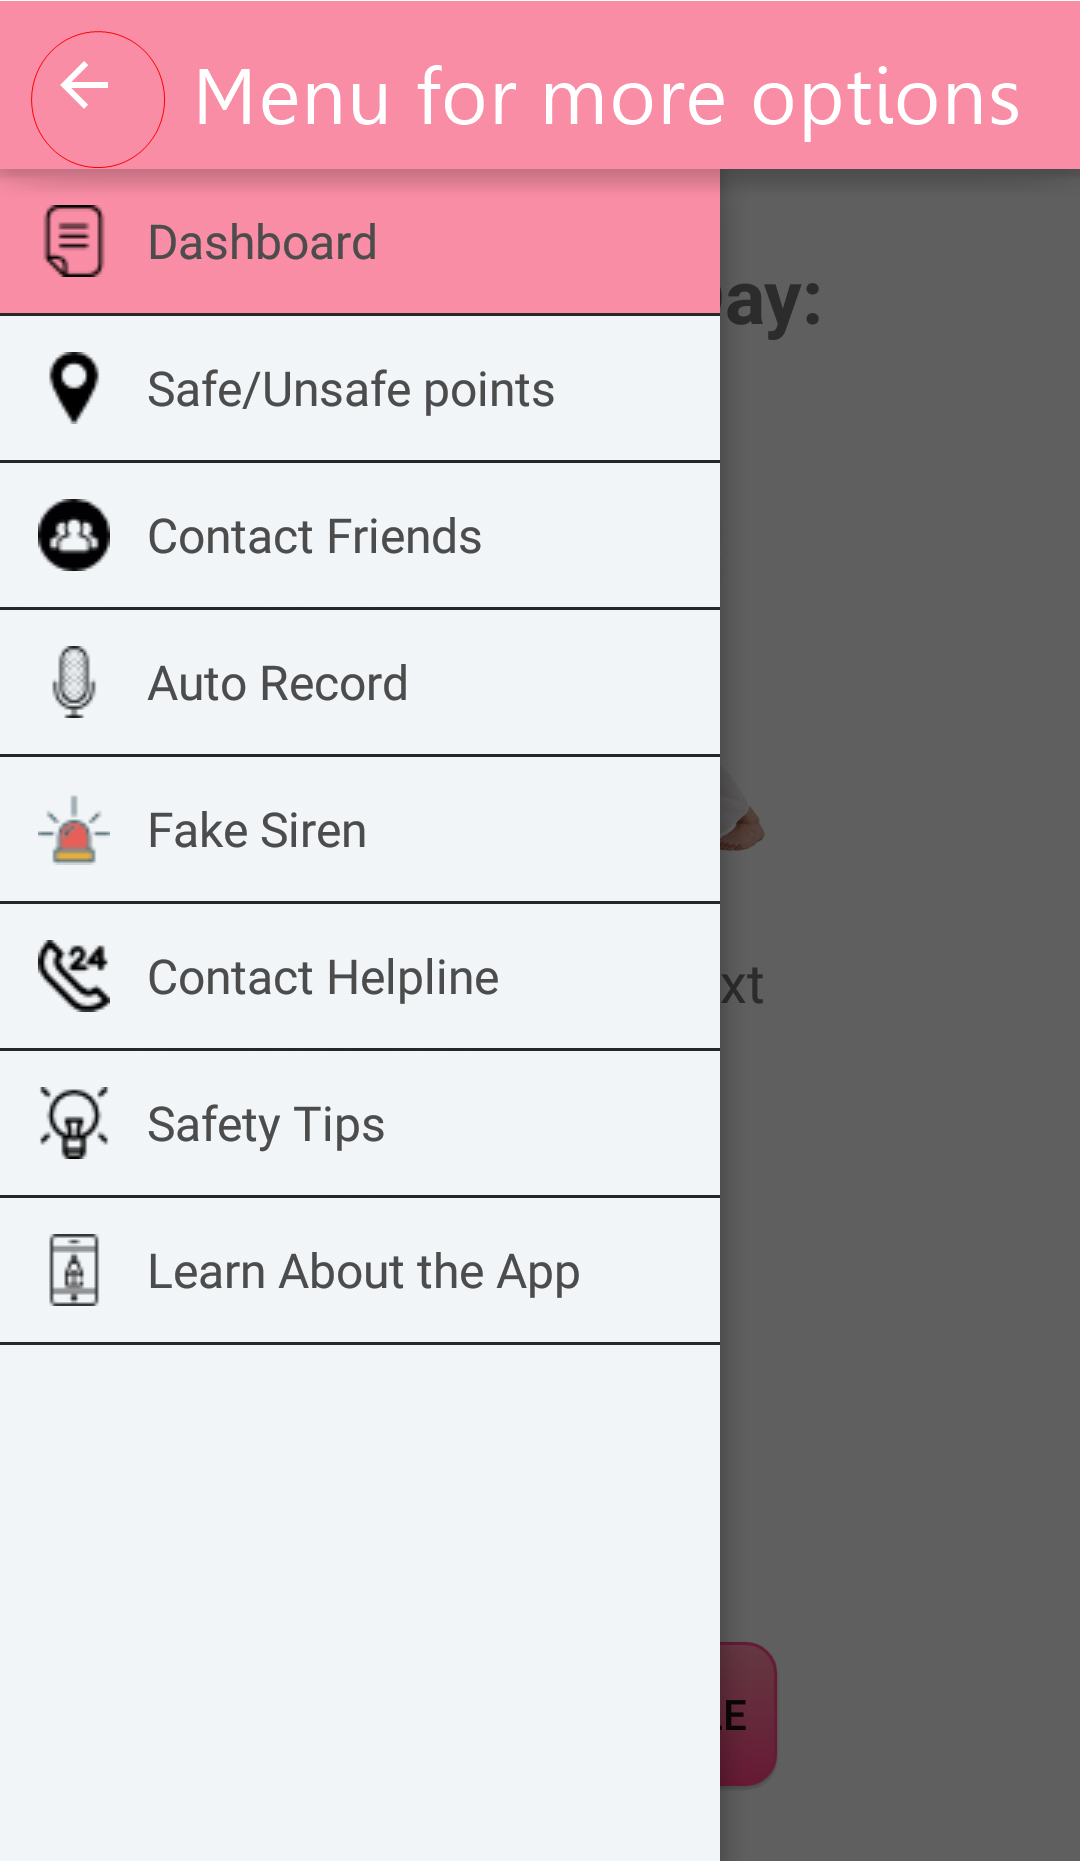 Menu for more options
Dashboard
ay:
Safe/Unsafe points
Contact Friends
Auto Record
Fake Siren
24
Contact Helpline
xt
Safety Tips
Learn About the App
E